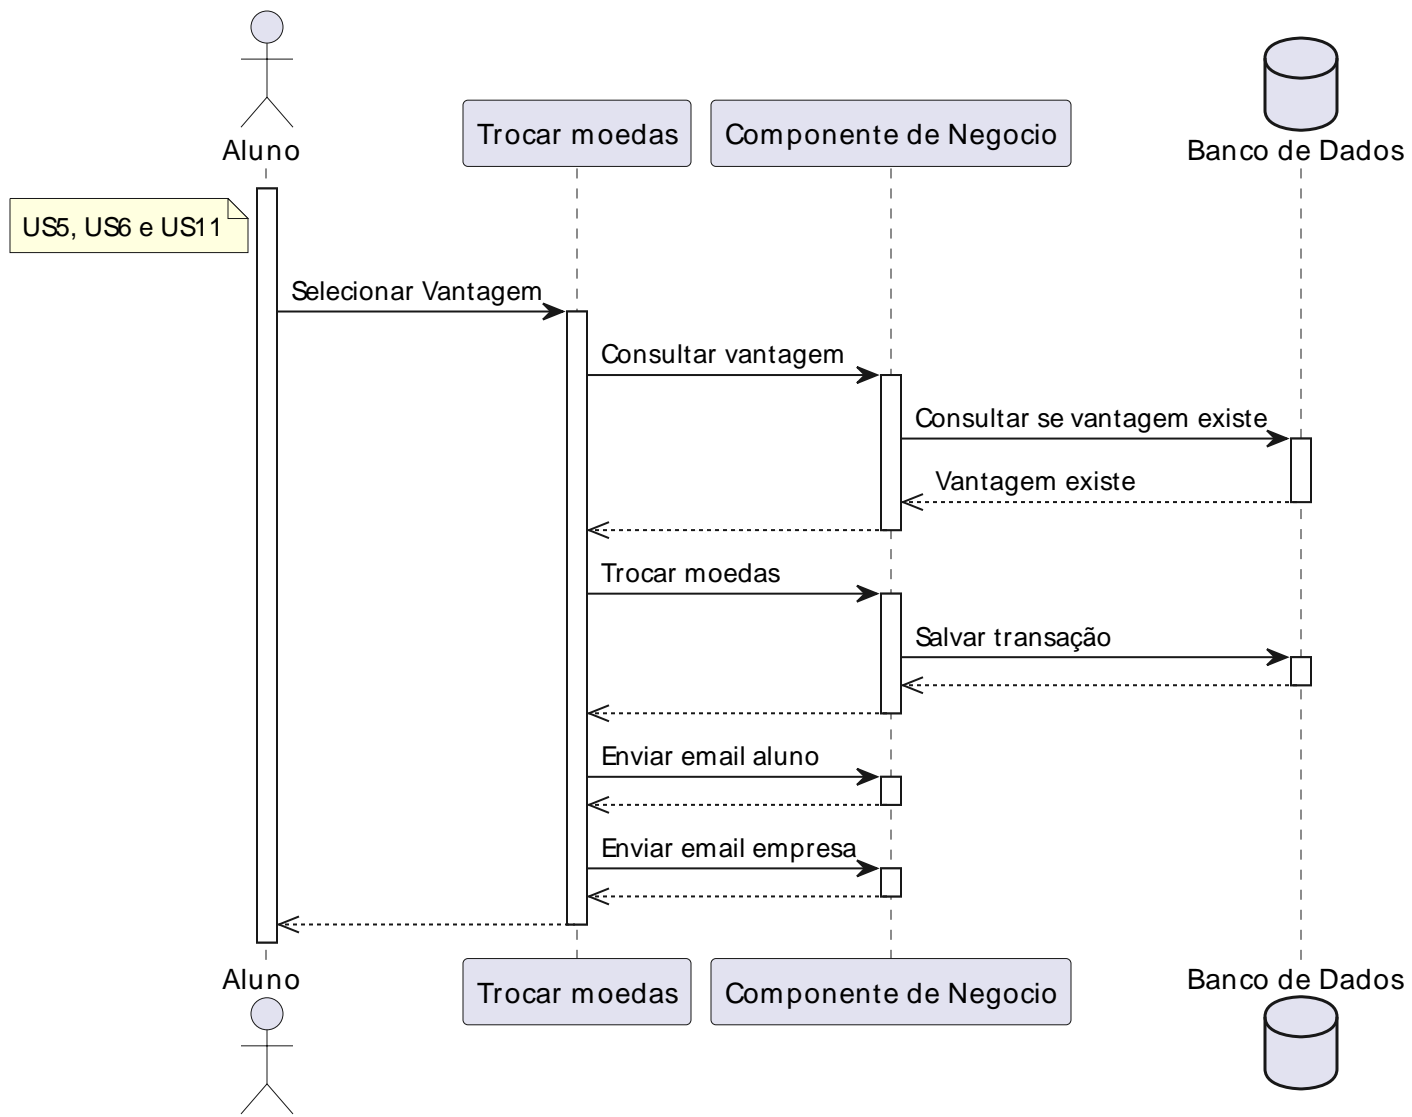 Aluno
Trocar moedas
Componente de Negocio
Banco de Dados
US5, US6 e US11
Selecionar Vantagem
Consultar vantagem
Consultar se vantagem existe
Vantagem existe
Trocar moedas
Salvar transação
Enviar email aluno
Enviar email empresa
Aluno
Trocar moedas
Componente de Negocio
Banco de Dados